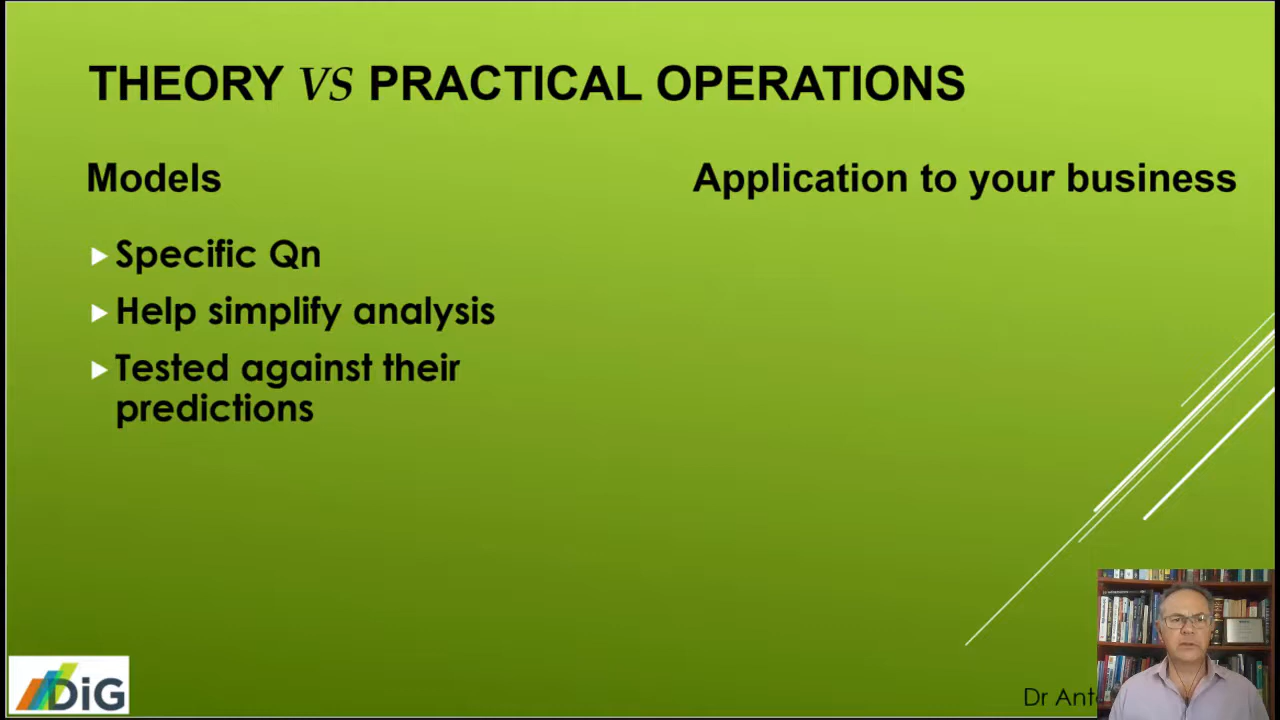 THEORY VS PRACTICAL OPERATIONS
Models
Application to your business
Specific Qn
Help simplify analysis
Tested against their
predictions
DiG
Dr